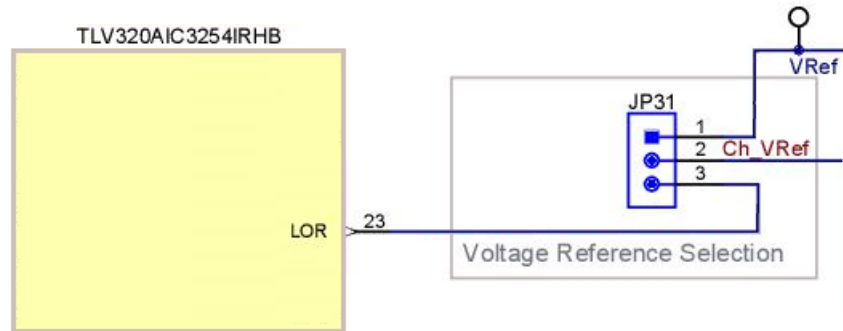 TLV320AIC3254IRHB
VRef
JP31
1
2 Ch_VRef
3
LOR 23
Voltage Reference Selection